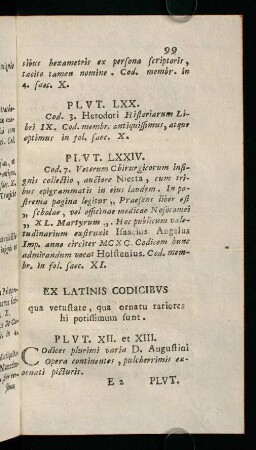 99
tibus hexametris ex persona scriptoris,
tacito tamen nomine. Cod. membr. in
4. saec. X.
PLVT. LXX.
Cod. 3. Herodoti Historiarum Li-
bri IX. Cod. membr. antiquissimus, atque
optimus in fol. saec. X.
PLVT. LXXIV.
Cod. 7. Veterum Chirurgicorum insi-
gnis collectio, auctore Niceta, cum tribus
epigrammatis in eius laudem. In po-
strema pagina legitur „ Praesens liber est
„ scholae, vel officinae medicae Nosocomei
„ XL. Martyrum „. Hoc publicum vale-
tudinarium exstruxit Isaacius Angelus
Imp. anno circiter MCXC. Codicem hunc
admirandum vocat Holstenius. Cod. mem-
br. in fol. saec. XI.
EX LATINIS CODICIBVS
qua vetustate, qua ornatu rariores
hi potissimum sunt.
PLVT. XII. et XIII.
Codices plurimi varia D. Augustini
Opera continentes, pulcherrimis ex-
ornati picturis.
E 2 PLVT.